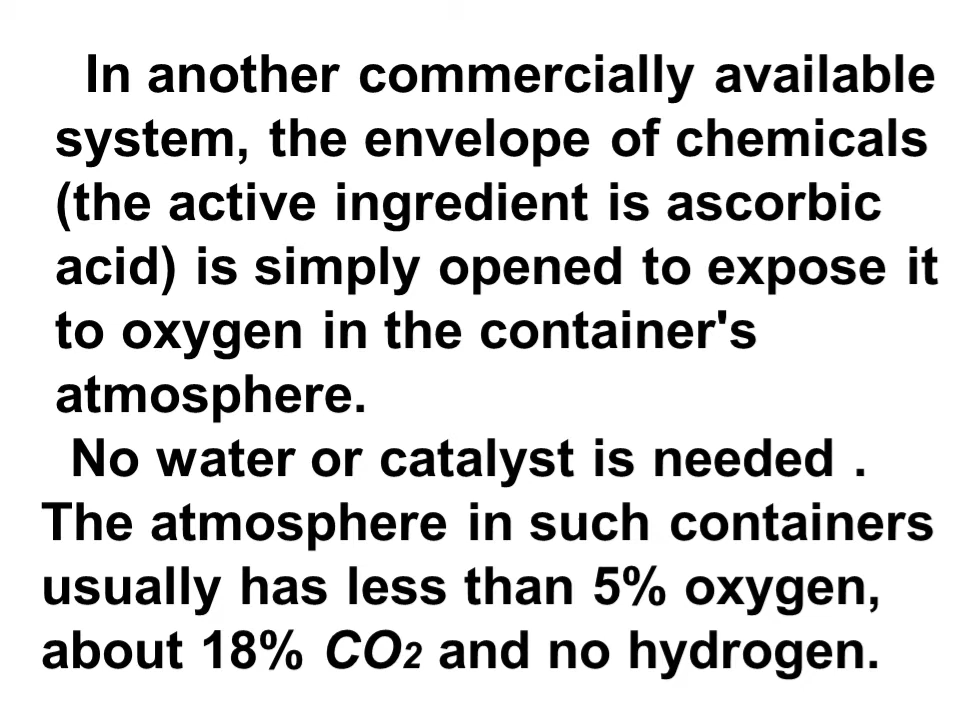 In another commercially available
system, the envelope of chemicals
(the active ingredient is ascorbic
acid) is simply opened to expose it
to oxygen in the container's
atmosphere.
No water or catalyst is needed .
The atmosphere in such containers
usually has less than 5% oxygen,
about 18% CO2 and no hydrogen.